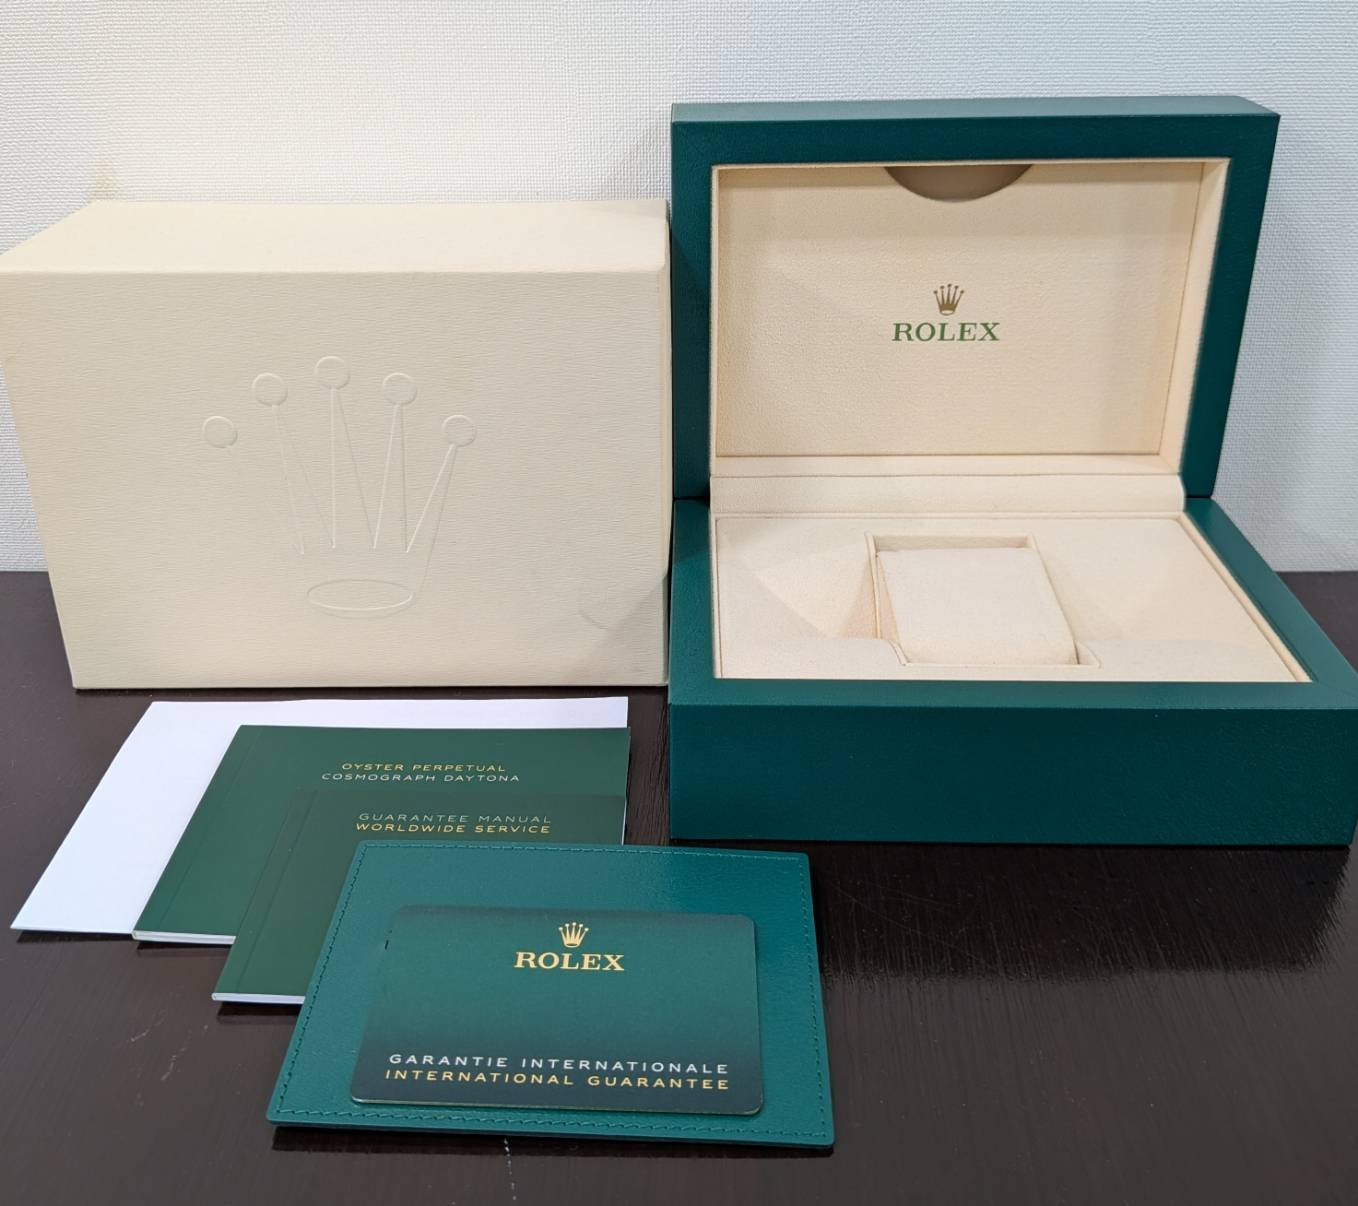 ROLEX
OYSTER PERPETUAL
COSMOGRAPH DAYTONA
GUARANTEE MANUAL
WORLDWIDE SERVICE
ROLEX
GARANTIE INTERNATIONALE
INTERNATIONAL GUARANTEE